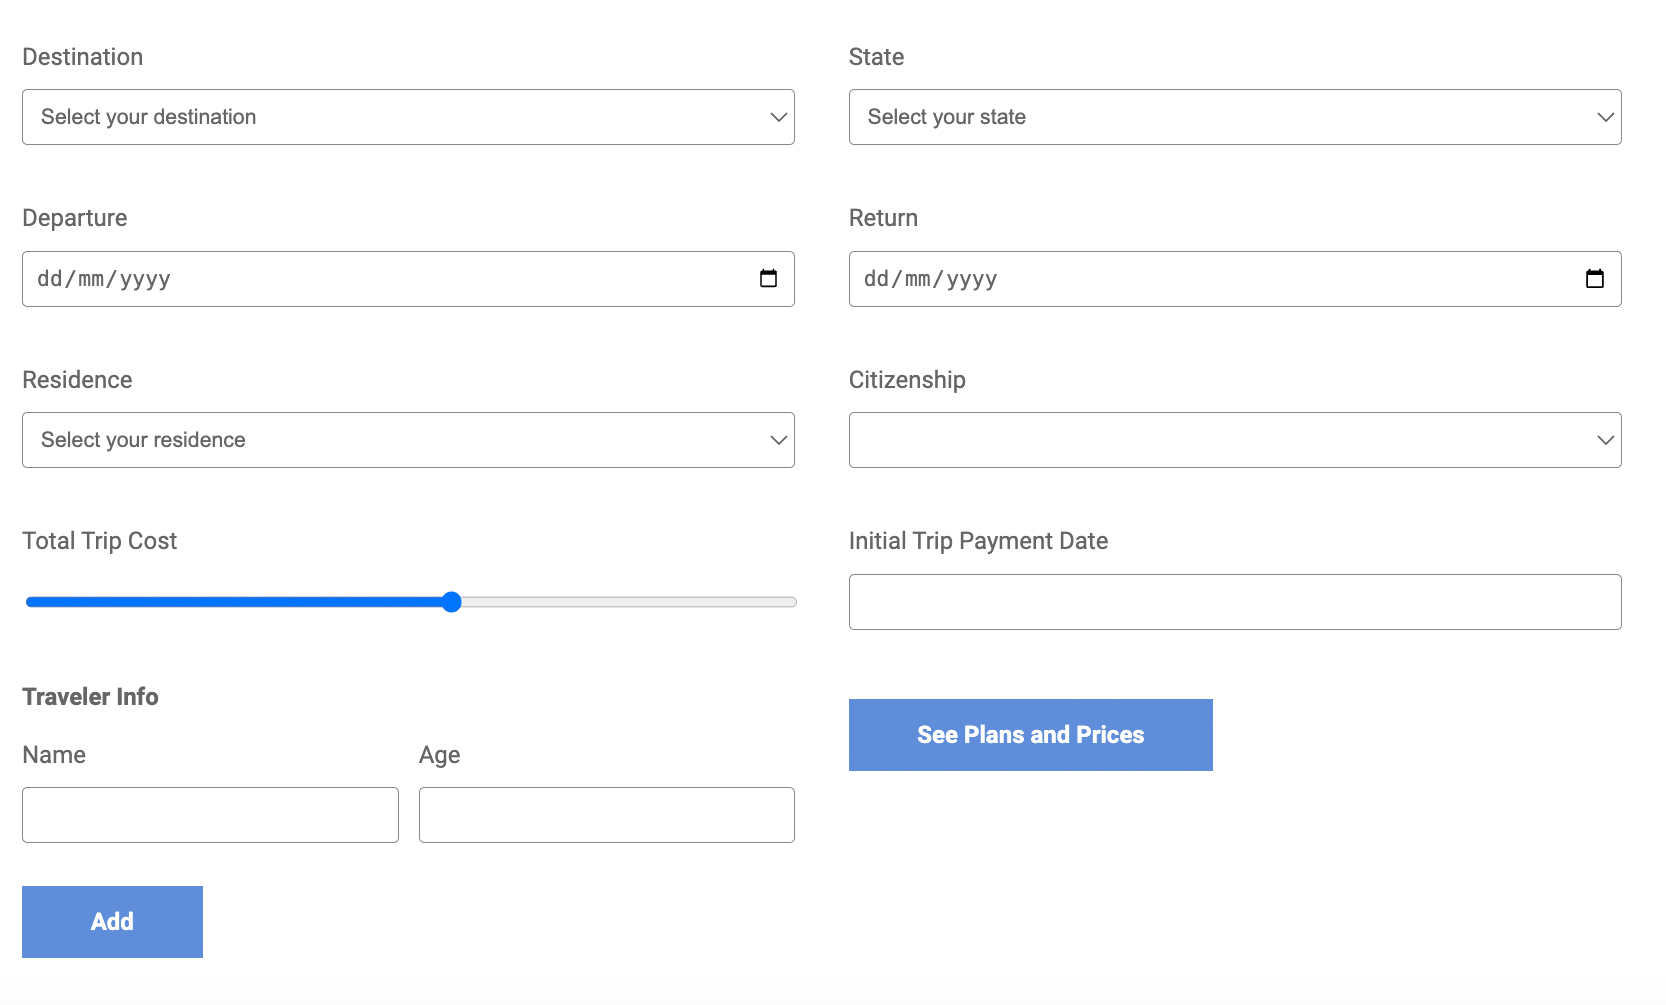 Destination
State
Select your destination
Select your state
Departure
Return
dd/mm/yyyy
dd/mm/yyyy
Residence
Citizenship
Select your residence
Total Trip Cost
Initial Trip Payment Date
Traveler Info
See Plans and Prices
Name
Age
Add